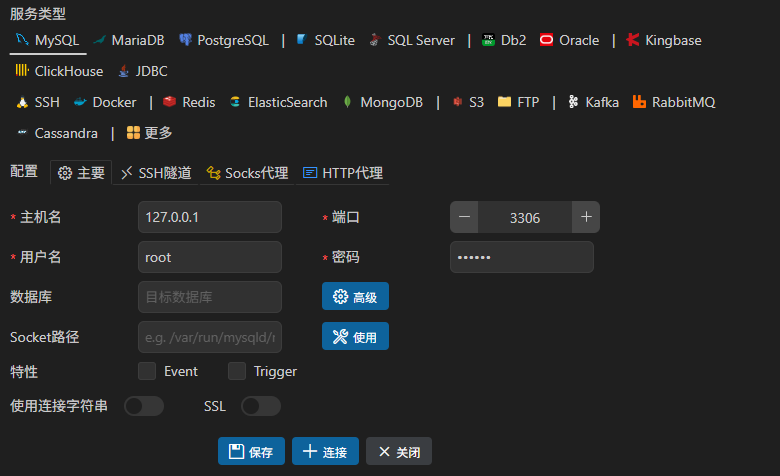 服务类型
MySQL MariaDB PostgreSQL | SQLite SQL Server | Db2 Oracle | Kingbase
ClickHouse JDBC
SSH Docker | Redis ElasticSearch MongoDB | S3 FTP | Kafka RabbitMQ
Cassandra | 更多
配置 主要 SSH隧道 Socks代理 HTTP代理
* 主机名 127.0.0.1 * 端口 3306
* 用户名 root * 密码 ••••••
数据库 目标数据库 高级
Socket路径 e.g. /var/run/mysqld/ 使用
特性 Event Trigger
使用连接字符串 SSL
保存 连接 关闭